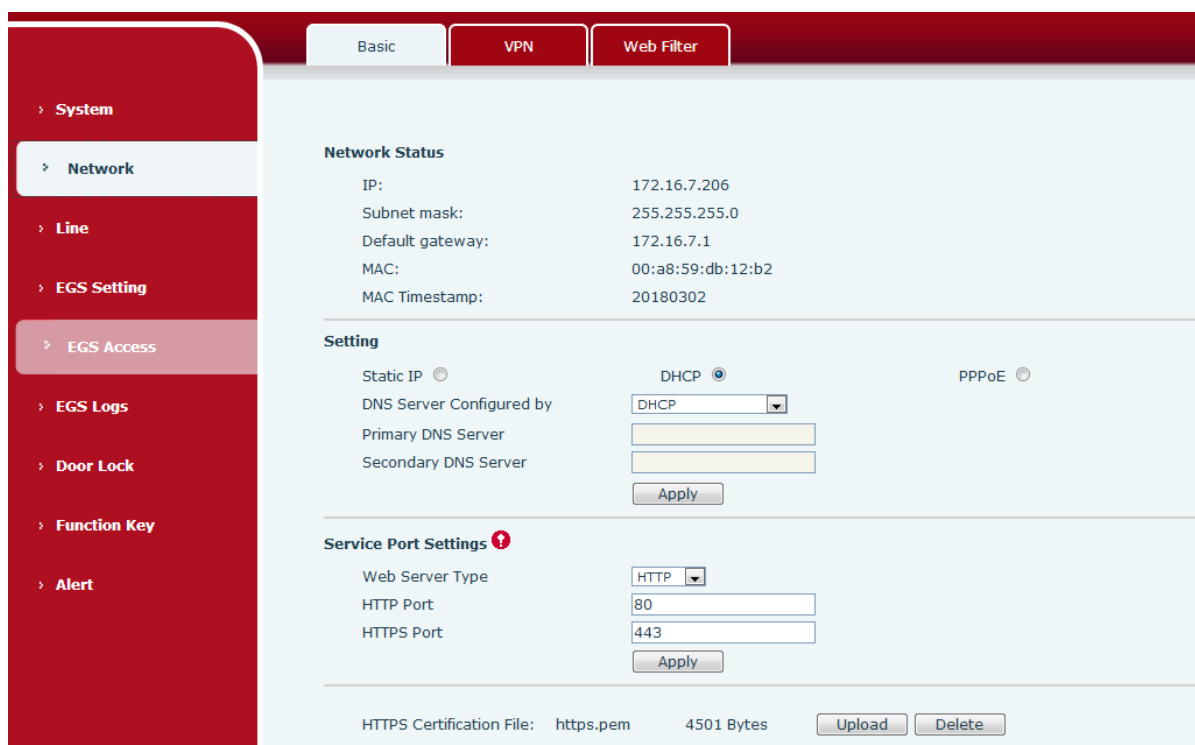 Basic
VPN
Web Filter
System
Network
Line
EGS Setting
EGS Access
EGS Logs
Door Lock
Function Key
Alert
Network Status
IP: 172.16.7.206
Subnet mask: 255.255.255.0
Default gateway: 172.16.7.1
MAC: 00:a8:59:db:12:b2
MAC Timestamp: 20180302
Setting
Static IP DHCP PPPoE
DNS Server Configured by DHCP
Primary DNS Server
Secondary DNS Server
Apply
Service Port Settings
Web Server Type HTTP
HTTP Port 80
HTTPS Port 443
Apply
HTTPS Certification File: https.pem 4501 Bytes Upload Delete